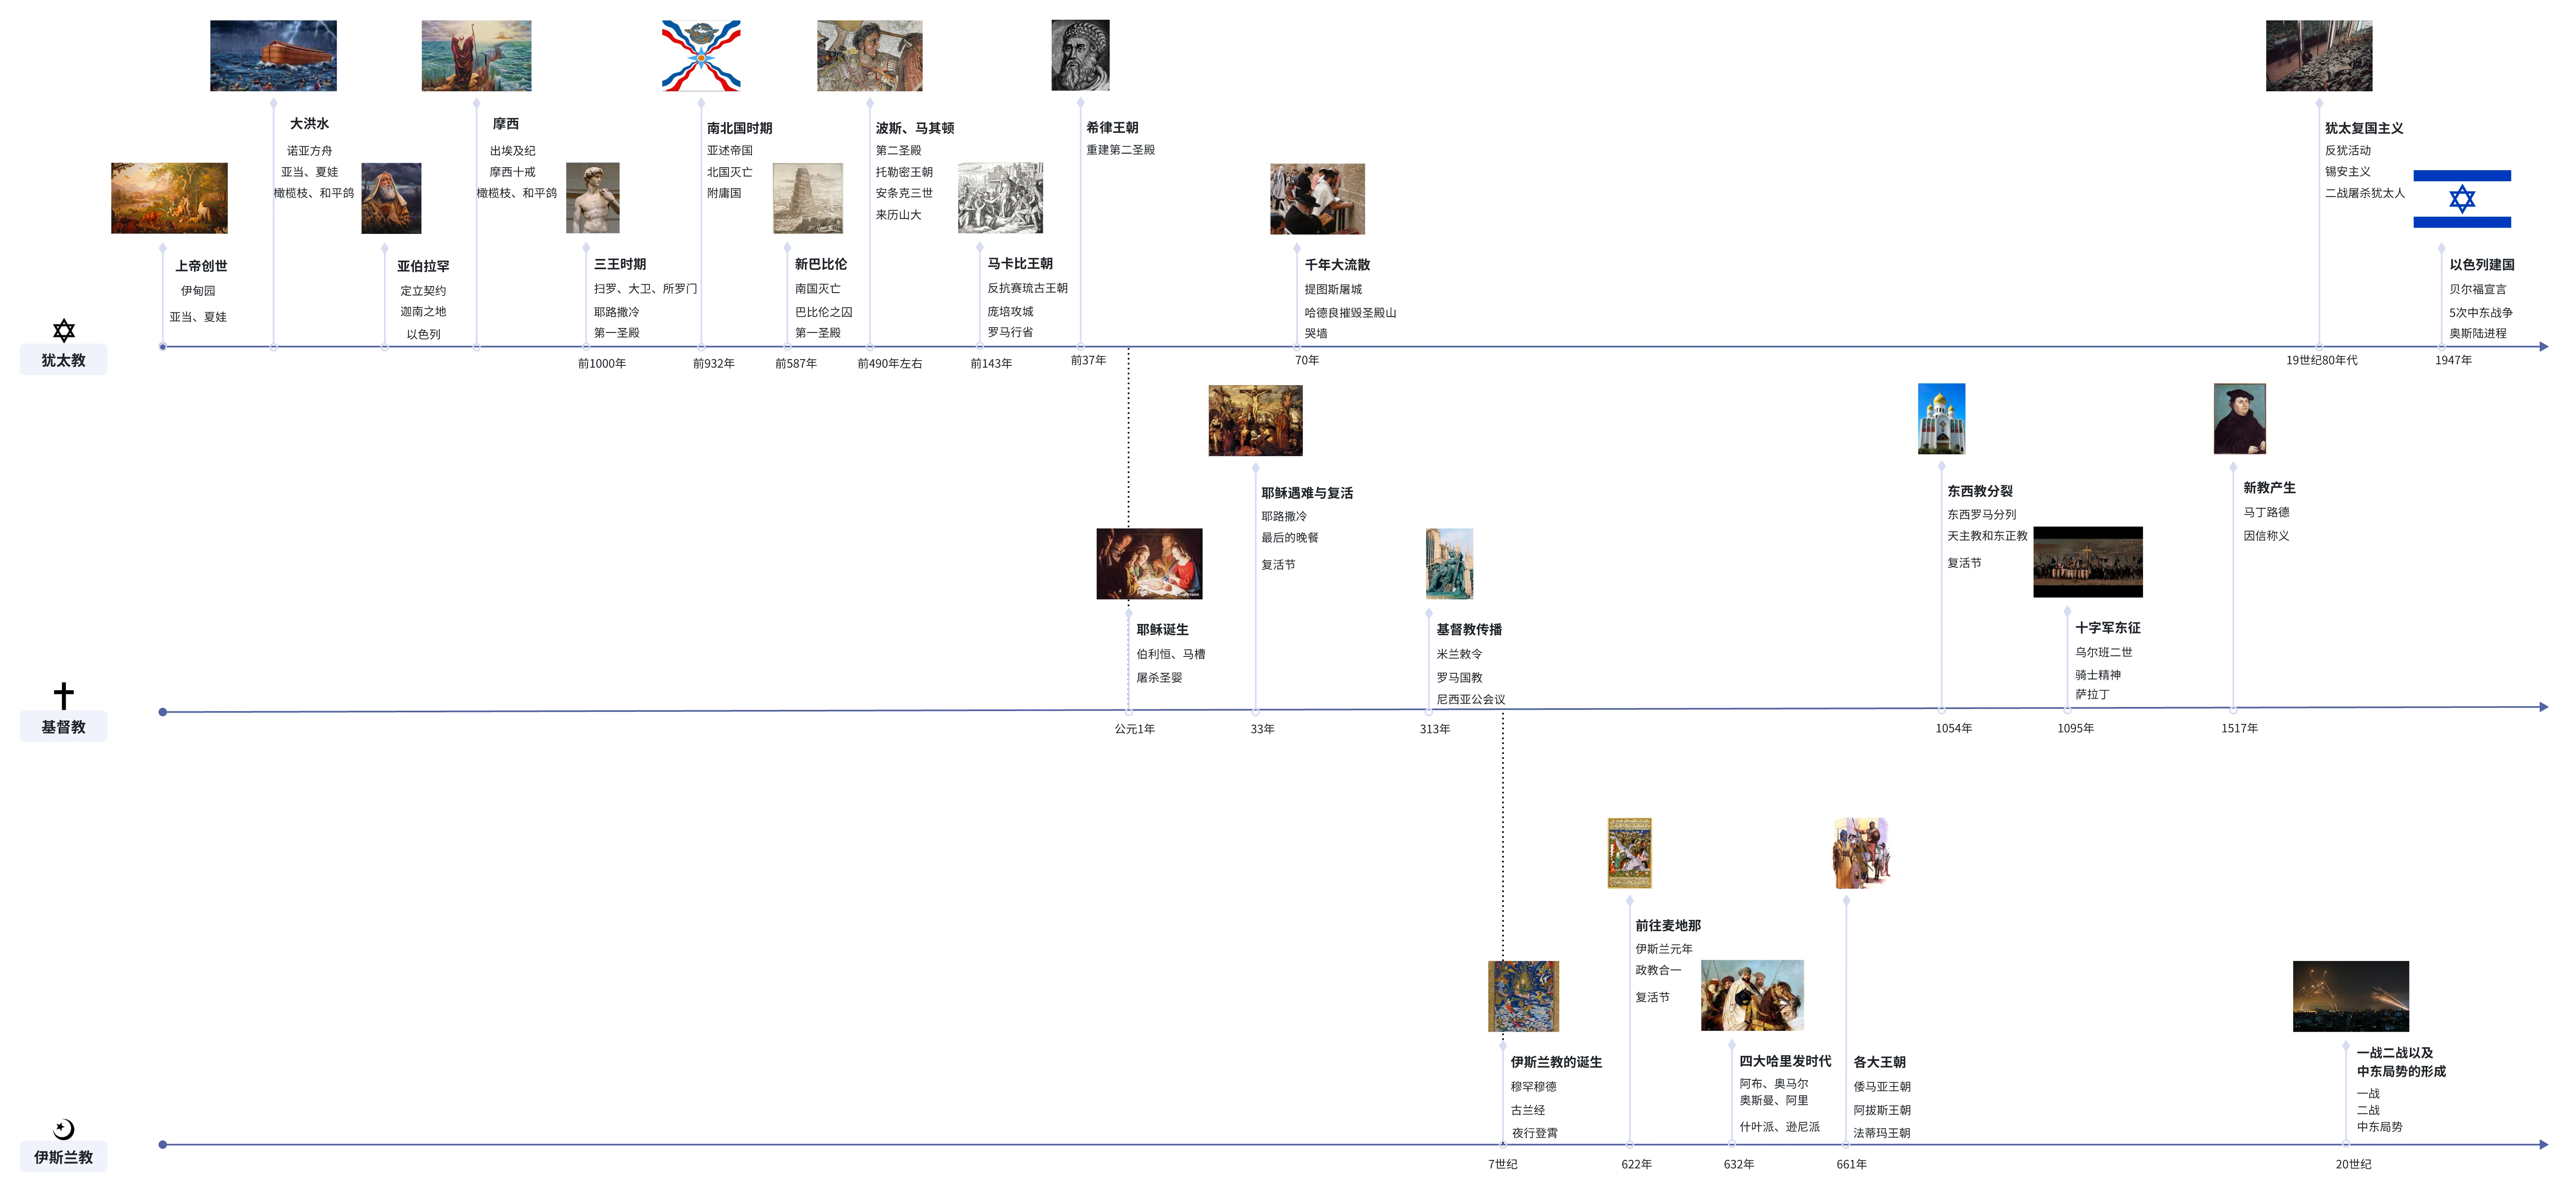 大洪水
诺亚方舟
亚当、夏娃
橄榄枝、和平鸽
摩西
出埃及纪
摩西十戒
橄榄枝、和平鸽
南北国时期
亚述帝国
北国灭亡
附庸国
波斯、马其顿
第二圣殿
托勒密王朝
安条克三世
来历山大
希律王朝
重建第二圣殿
犹太复国主义
反犹活动
锡安主义
二战屠杀犹太人
上帝创世
伊甸园
亚当、夏娃
亚伯拉罕
定立契约
迦南之地
以色列
三王时期
扫罗、大卫、所罗门
耶路撒冷
第一圣殿
新巴比伦
南国灭亡
巴比伦之囚
第一圣殿
马卡比王朝
反抗赛琉古王朝
庞培攻城
罗马行省
千年大流散
提图斯屠城
哈德良摧毁圣殿山
哭墙
以色列建国
贝尔福宣言
5次中东战争
奥斯陆进程
犹太教
前1000年
前932年
前587年
前490年左右
前143年
前37年
70年
19世纪80年代
1947年
耶稣遇难与复活
耶路撒冷
最后的晚餐
复活节
东西教分裂
东西罗马分列
天主教和东正教
复活节
新教产生
马丁路德
因信称义
耶稣诞生
伯利恒、马槽
屠杀圣婴
基督教传播
米兰敕令
罗马国教
尼西亚公会议
十字军东征
乌尔班二世
骑士精神
萨拉丁
基督教
公元1年
33年
313年
1054年
1095年
1517年
前往麦地那
伊斯兰元年
政教合一
复活节
伊斯兰教的诞生
穆罕穆德
古兰经
夜行登霄
四大哈里发时代
阿布、奥马尔
奥斯曼、阿里
什叶派、逊尼派
各大王朝
倭马亚王朝
阿拔斯王朝
法蒂玛王朝
一战二战以及
中东局势的形成
一战
二战
中东局势
伊斯兰教
7世纪
622年
632年
661年
20世纪